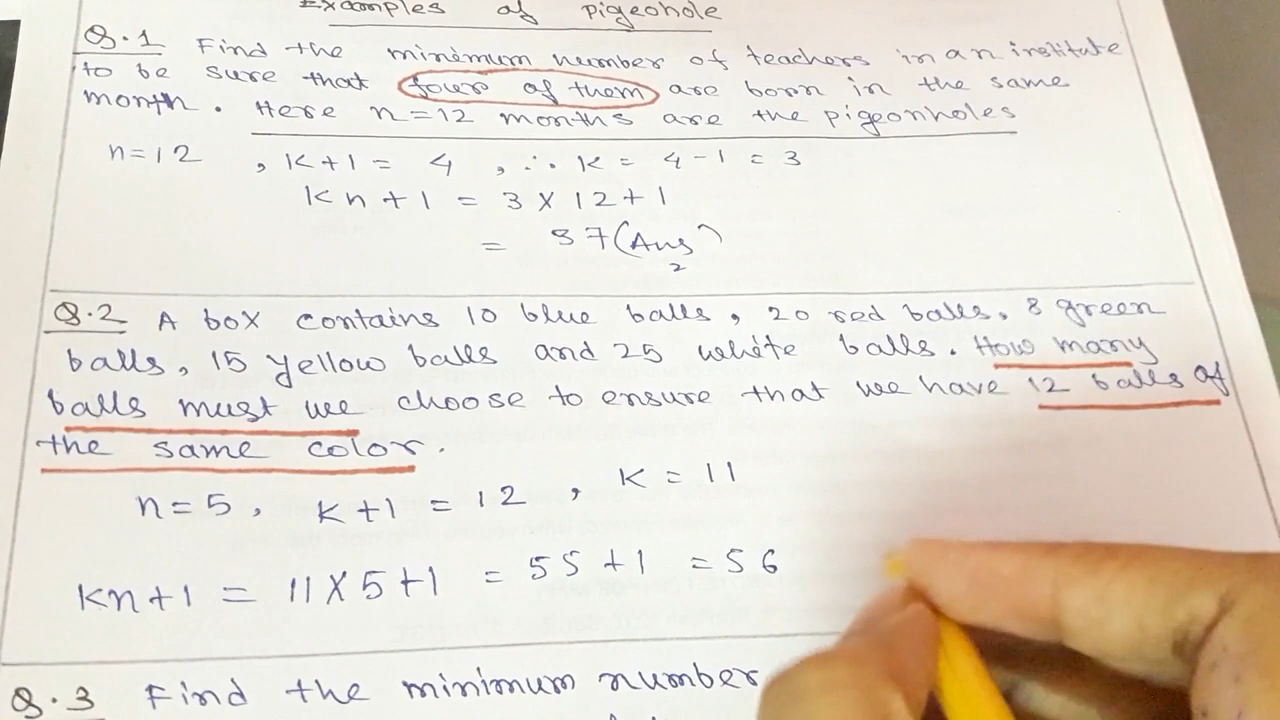 Examples of pigeohole
Q.1 Find the minimum number of teachers in an institute
to be sure that four of them are born in the same
month. Here n=12 months are the pigeonholes
n=12 , K+1 = 4 , ∴ K = 4-1 = 3
Kn+1 = 3×12+1
= 37 (Ans)
Q.2 A box contains 10 blue balls, 20 red balls, 8 green
balls, 15 yellow balls and 25 white balls. How many
balls must we choose to ensure that we have 12 balls of
the same color.
n=5, K+1 = 12 , K = 11
Kn+1 = 11×5+1 = 55+1 = 56
Q.3 Find the minimum number